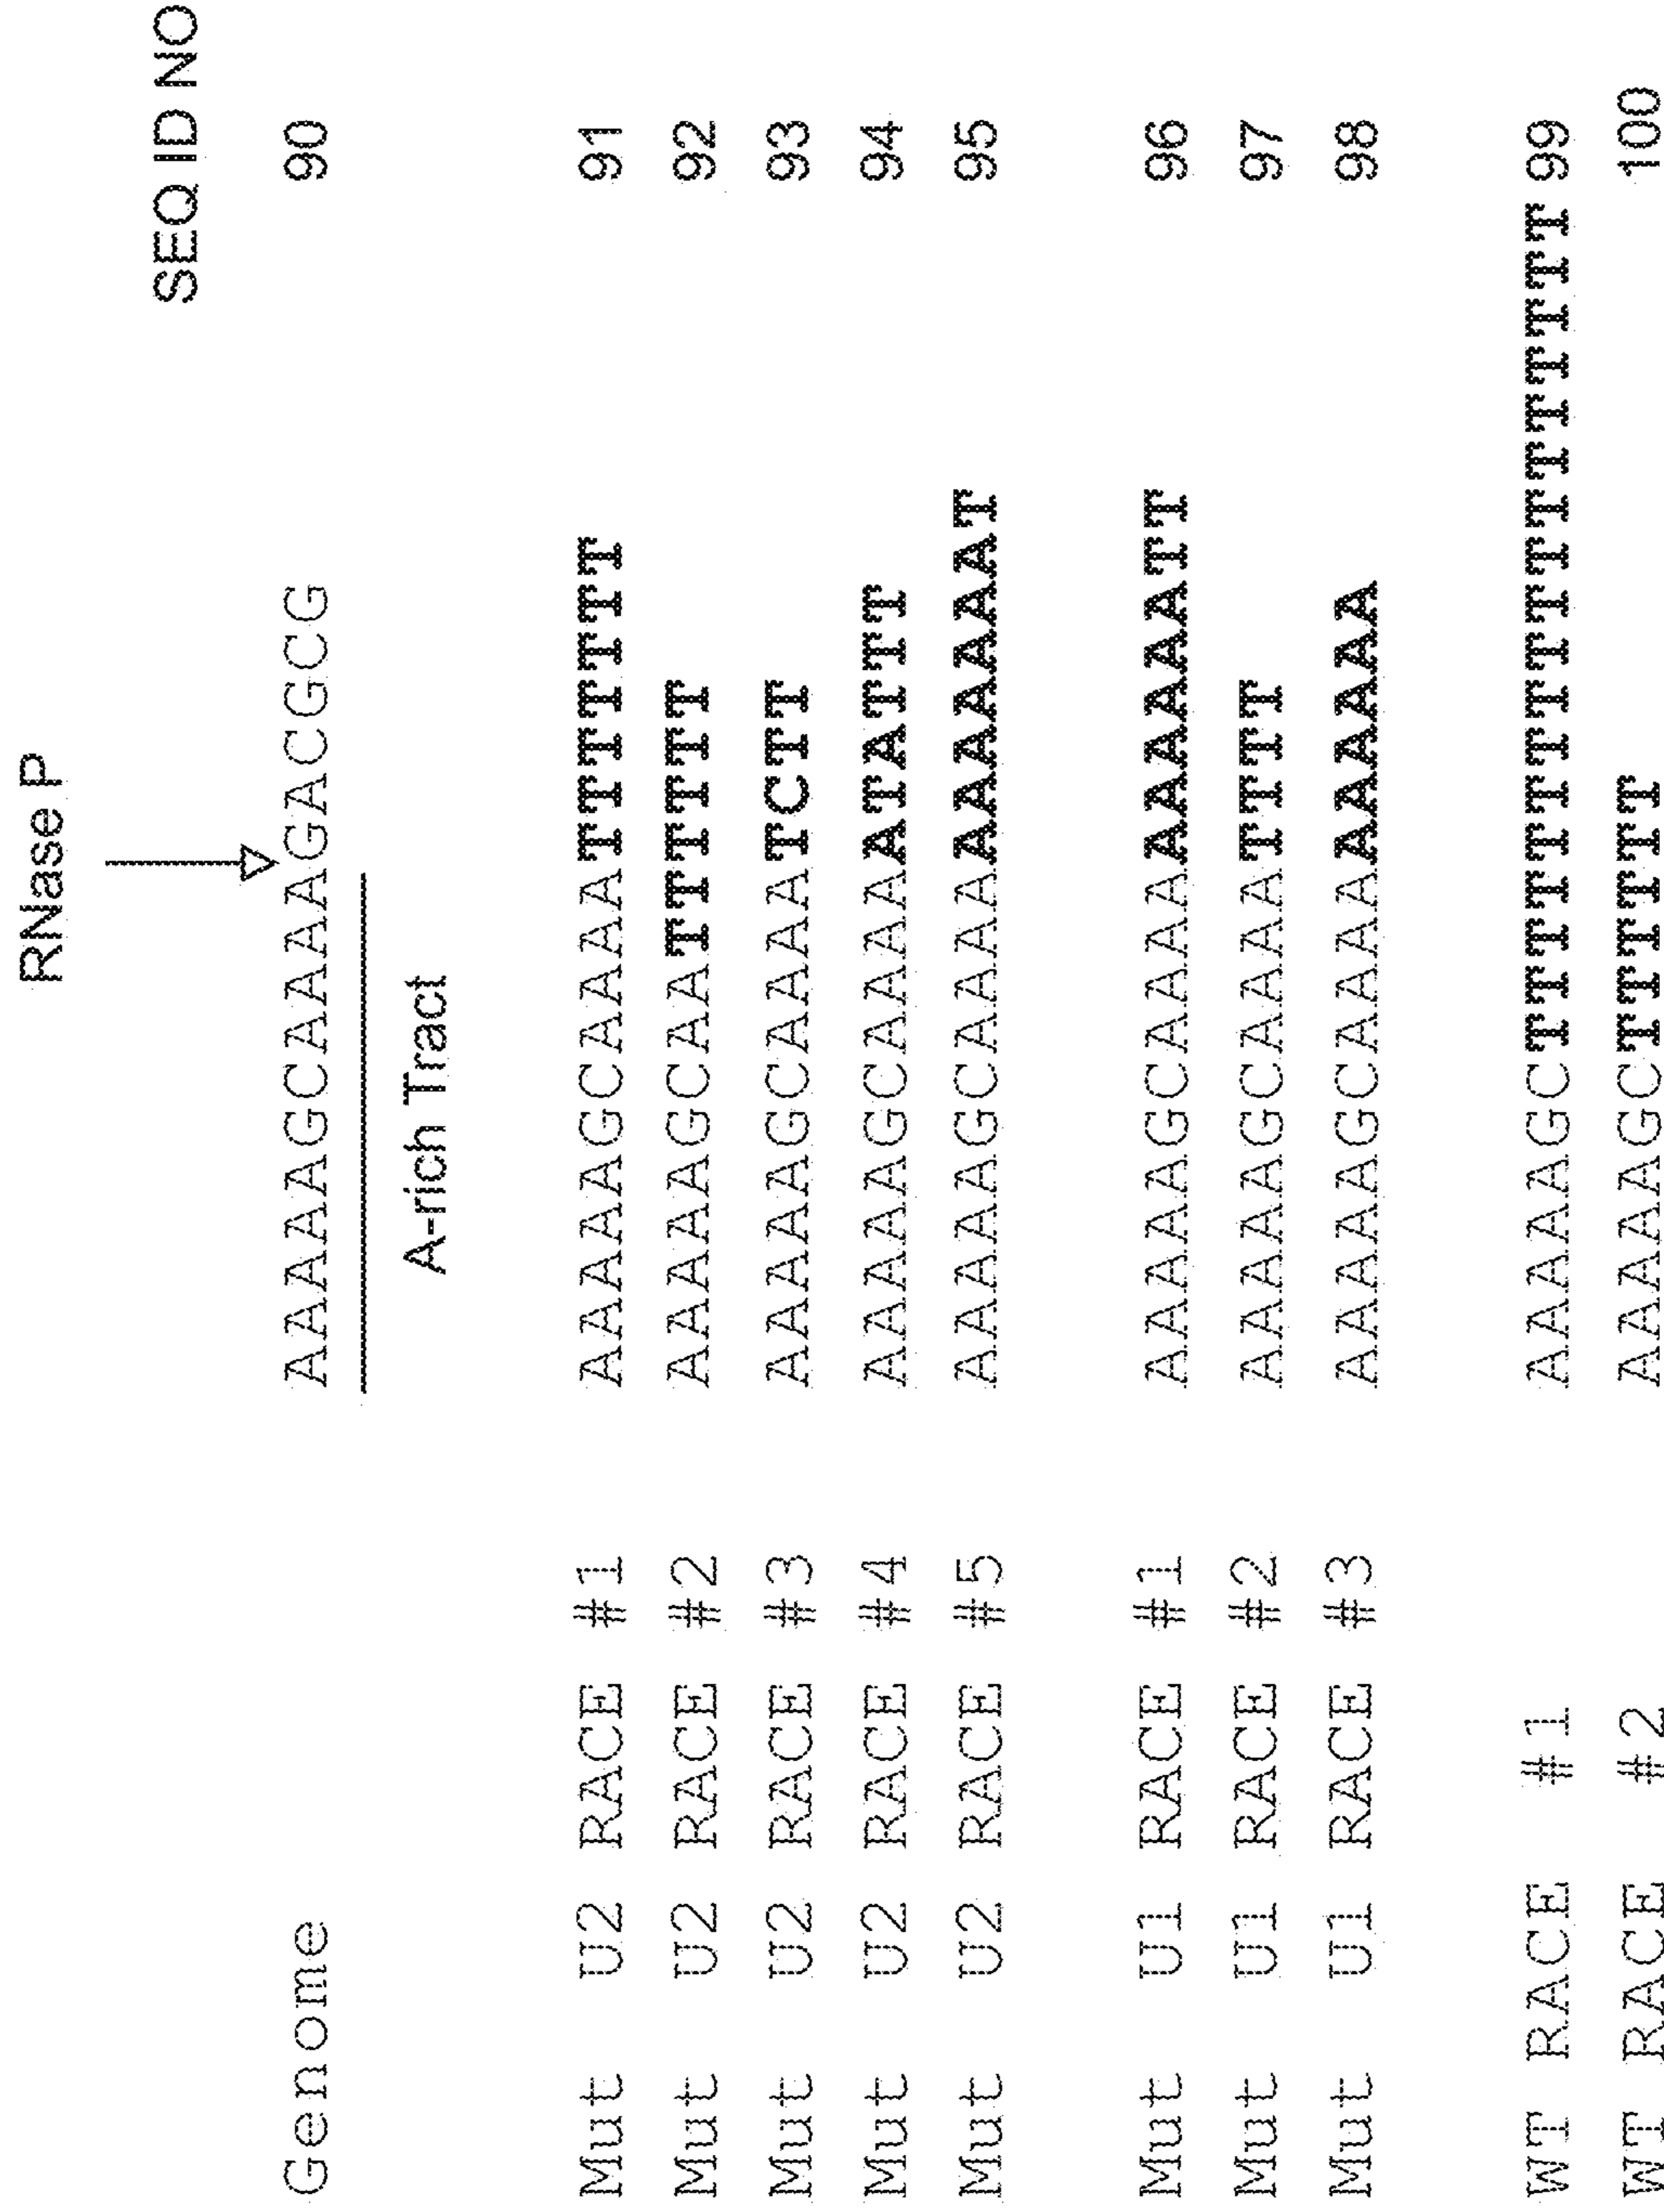 RNase P
SEQ ID NO
Genome AAAAAGCAAAAGACGCG 90
A-rich Tract
Mut U2 RACE #1 AAAAAGCAAAATTTTTTT 91
Mut U2 RACE #2 AAAAAGCAATTTTTT 92
Mut U2 RACE #3 AAAAAGCAAAATCTT 93
Mut U2 RACE #4 AAAAAGCAAAAATATTT 94
Mut U2 RACE #5 AAAAAGCAAAAAAAAAAAT 95
Mut U1 RACE #1 AAAAAGCAAAAAAAAAATT 96
Mut U1 RACE #2 AAAAAGCAAAATTTT 97
Mut U1 RACE #3 AAAAAGCAAAAAAAAAA 98
WT RACE #1 AAAAAGCTTTTTTTTTTTTTTTTTT 99
WT RACE #2 AAAAAGCTTTTTT 100